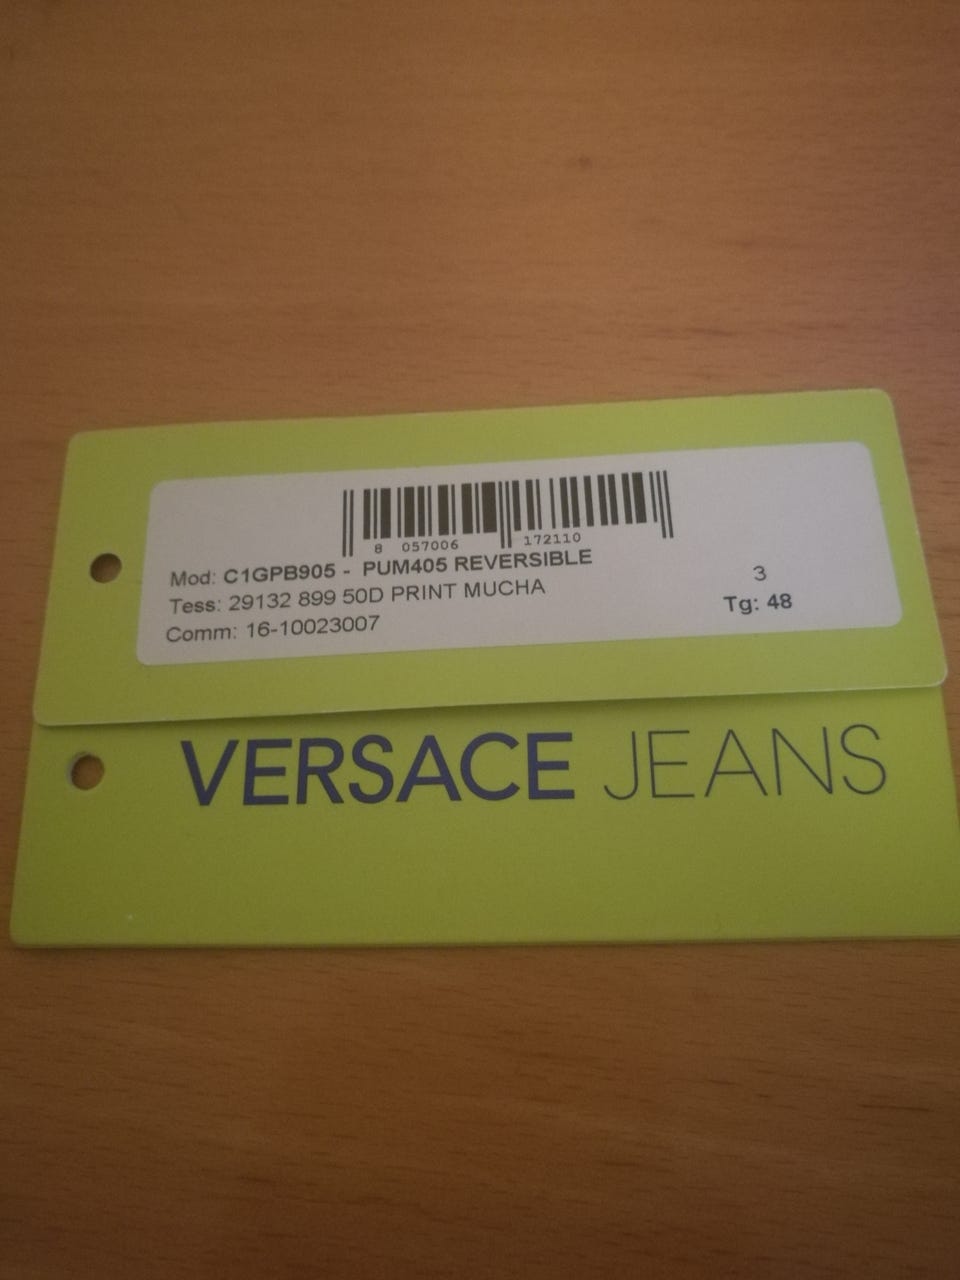 8 057006 172110
Mod: C1GPB905 - PUM405 REVERSIBLE
Tess: 29132 899 50D PRINT MUCHA
Comm: 16-10023007
3
Tg: 48
VERSACE JEANS